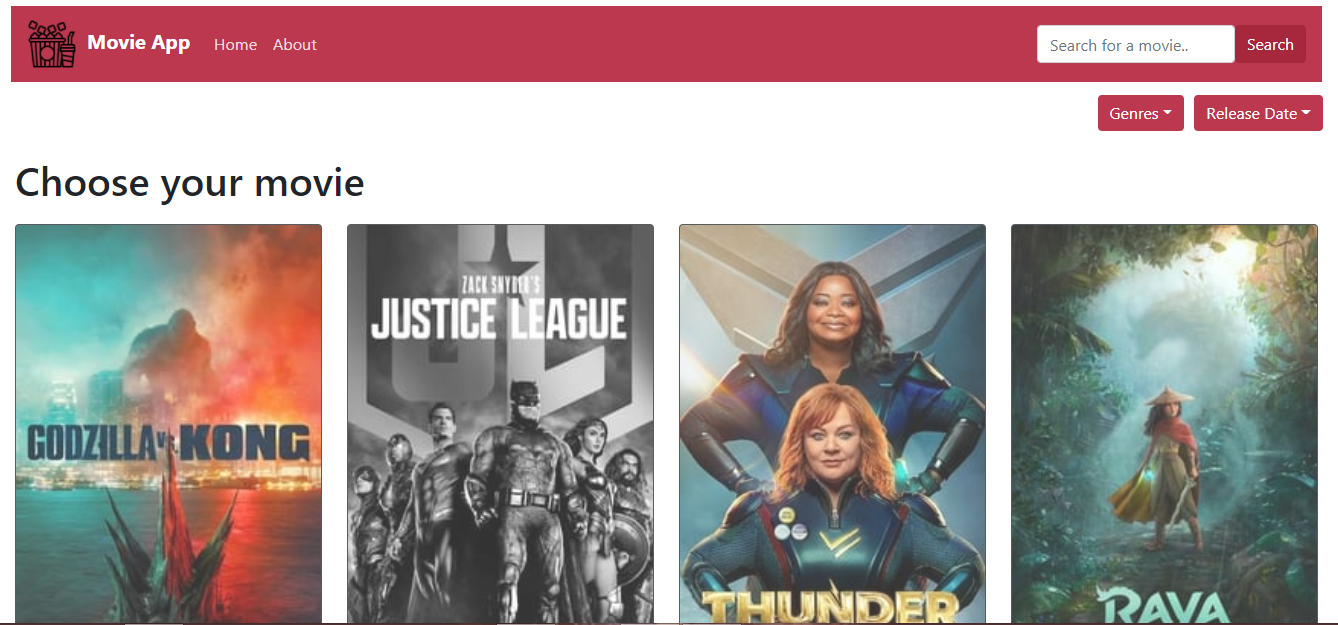 Movie App Home About Search for a movie.. Search
Genres Release Date
Choose your movie
ZACK SNYDER'S
JUSTICE LEAGUE
GODZILLA vs. KONG
THUNDER
RAYA